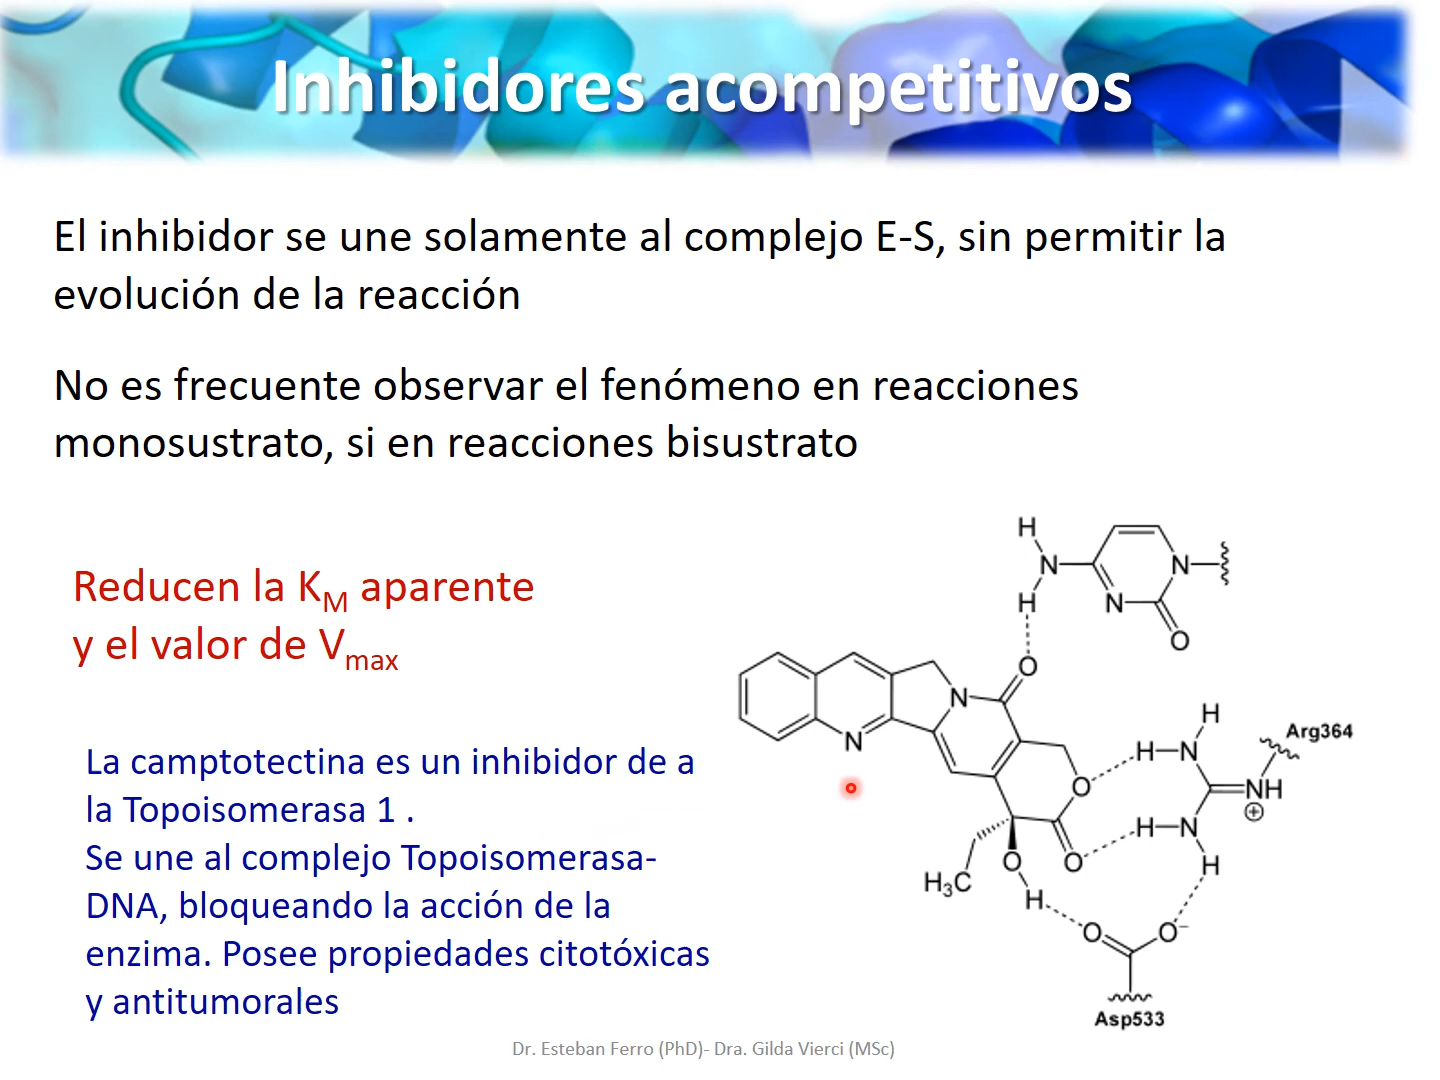 Inhibidores acompetitivos
El inhibidor se une solamente al complejo E-S, sin permitir la
evolución de la reacción
No es frecuente observar el fenómeno en reacciones
monosustrato, si en reacciones bisustrato
Reducen la KM aparente
y el valor de Vmax
La camptotectina es un inhibidor de a
la Topoisomerasa 1 .
Se une al complejo Topoisomerasa-
DNA, bloqueando la acción de la
enzima. Posee propiedades citotóxicas
y antitumorales
H
N
N
H
N
O
O
N
N
H
Arg364
H–N
O
NH
⊕
H–N
O
O
H
H3C
H
O
O−
Asp533
Dr. Esteban Ferro (PhD)- Dra. Gilda Vierci (MSc)